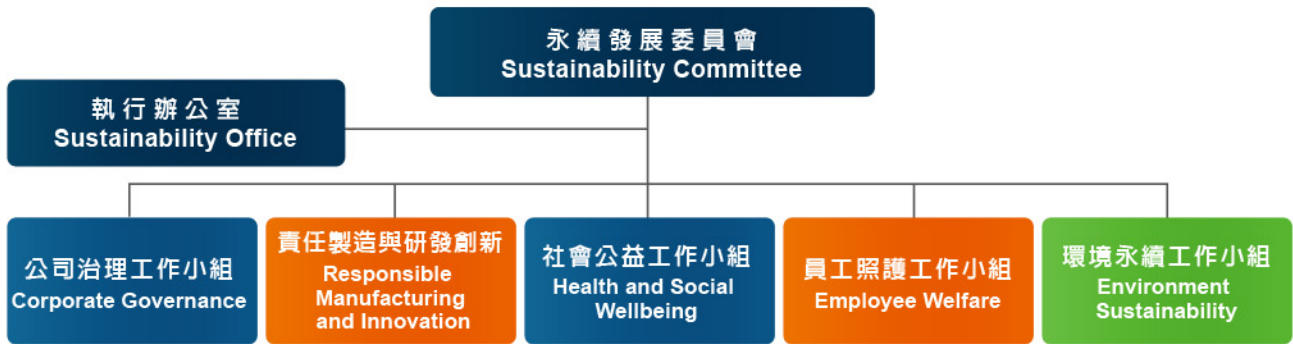 永續發展委員會
Sustainability Committee
執行辦公室
Sustainability Office
公司治理工作小組
Corporate Governance
責任製造與研發創新
Responsible
Manufacturing
and Innovation
社會公益工作小組
Health and Social
Wellbeing
員工照護工作小組
Employee Welfare
環境永續工作小組
Environment
Sustainability